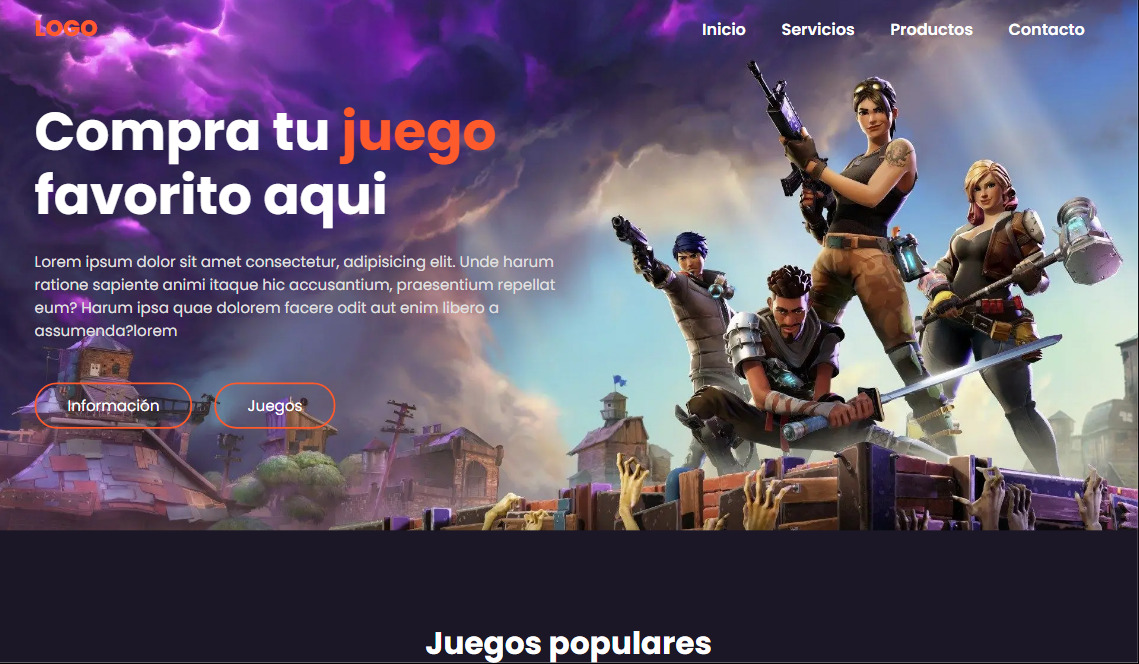 LOGO
Inicio Servicios Productos Contacto
Compra tu juego
favorito aqui
Lorem ipsum dolor sit amet consectetur, adipisicing elit. Unde harum
ratione sapiente animi itaque hic accusantium, praesentium repellat
eum? Harum ipsa quae dolorem facere odit aut enim libero a
assumenda?lorem
Información Juegos
Juegos populares